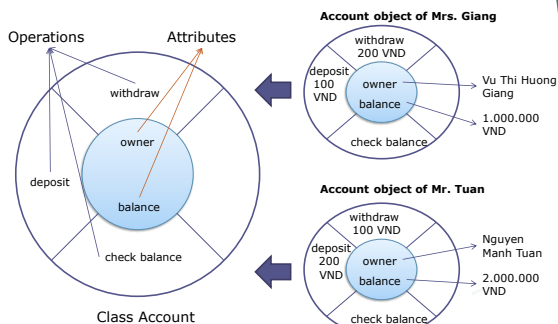 Operations
Attributes
withdraw
owner
deposit
balance
check balance
Class Account
Account object of Mrs. Giang
withdraw
200 VND
deposit
100
VND
owner
balance
check balance
Vu Thi Huong
Giang
1.000.000
VND
Account object of Mr. Tuan
withdraw
100 VND
deposit
200
VND
owner
balance
check balance
Nguyen
Manh Tuan
2.000.000
VND